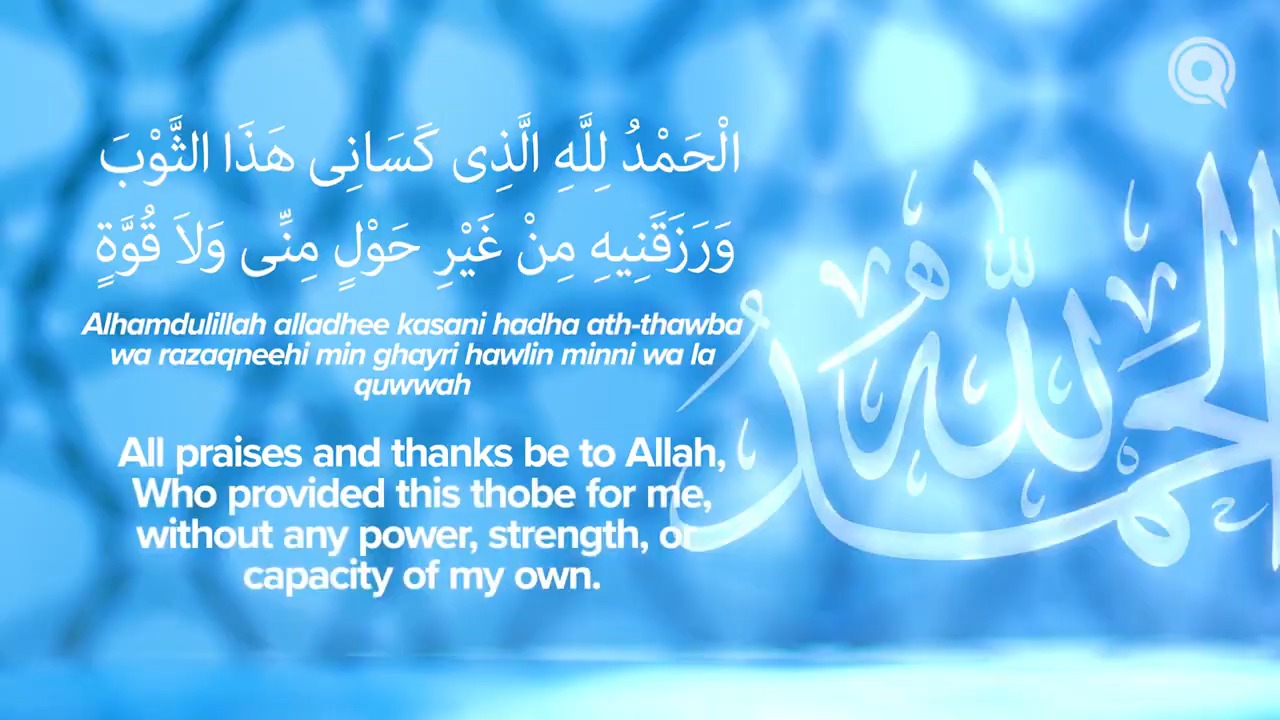 الْحَمْدُ لِلَّهِ الَّذِى كَسَانِى هَذَا الثَّوْبَ
وَرَزَقَنِيهِ مِنْ غَيْرِ حَوْلٍ مِنِّى وَلاَ قُوَّةٍ
Alhamdulillah alladhee kasani hadha ath-thawba
wa razaqneehi min ghayri hawlin minni wa la
quwwah
All praises and thanks be to Allah,
Who provided this thobe for me,
without any power, strength, or
capacity of my own.
الحمد لله